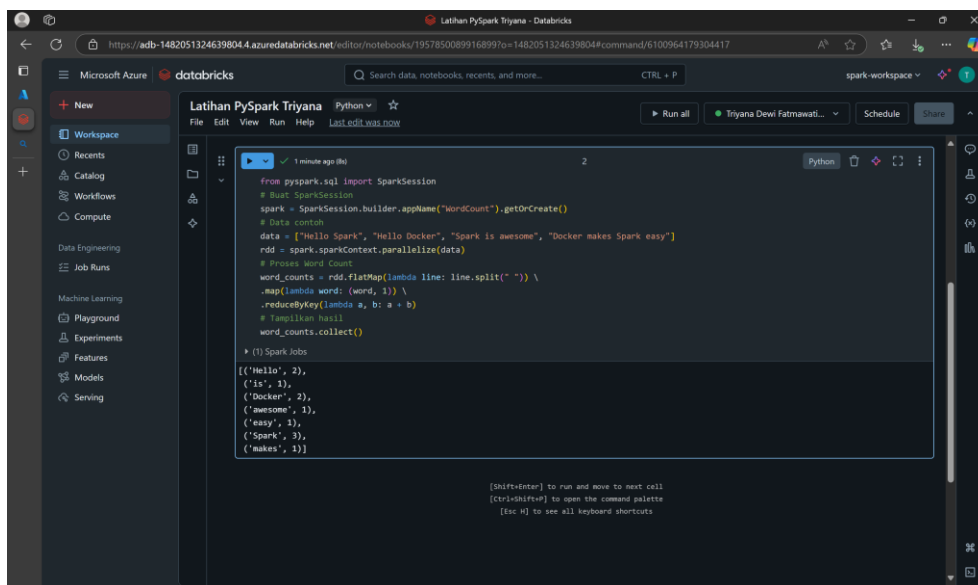 Latihan PySpark Triyana - Databricks
https://adb-1482051324639804.4.azuredatabricks.net/editor/notebooks/1957850089916899?o=1482051324639804#command/6100964179304417
Microsoft Azure databricks
Search data, notebooks, recents, and more... CTRL + P
spark-workspace
T
New
Workspace
Recents
Catalog
Workflows
Compute
Data Engineering
Job Runs
Machine Learning
Playground
Experiments
Features
Models
Serving
Latihan PySpark Triyana Python
File Edit View Run Help Last edit was now
Run all Triyana Dewi Fatmawati... Schedule Share
1 minute ago (8s) 2 Python
from pyspark.sql import SparkSession
# Buat SparkSession
spark = SparkSession.builder.appName("WordCount").getOrCreate()
# Data contoh
data = ["Hello Spark", "Hello Docker", "Spark is awesome", "Docker makes Spark easy"]
rdd = spark.sparkContext.parallelize(data)
# Proses Word Count
word_counts = rdd.flatMap(lambda line: line.split(" ")) \
.map(lambda word: (word, 1)) \
.reduceByKey(lambda a, b: a + b)
# Tampilkan hasil
word_counts.collect()
(1) Spark Jobs
[('Hello', 2),
('is', 1),
('Docker', 2),
('awesome', 1),
('easy', 1),
('Spark', 3),
('makes', 1)]
[Shift+Enter] to run and move to next cell
[Ctrl+Shift+P] to open the command palette
[Esc H] to see all keyboard shortcuts